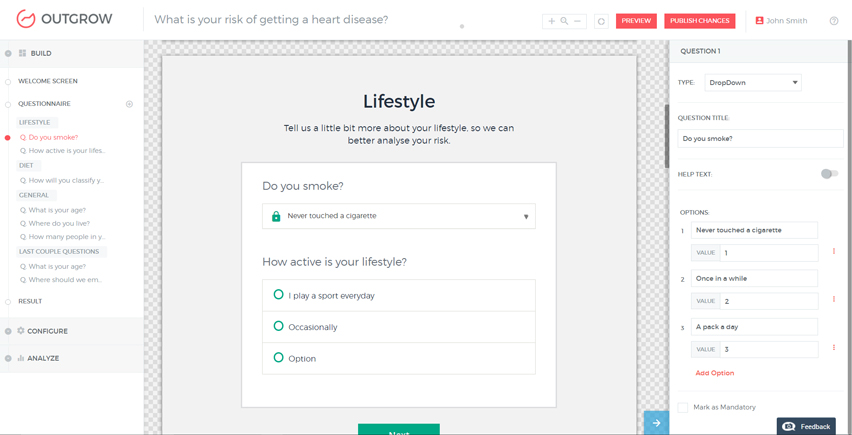 OUTGROW
What is your risk of getting a heart disease?
PREVIEW
PUBLISH CHANGES
John Smith
BUILD
WELCOME SCREEN
QUESTIONNAIRE
LIFESTYLE
Q. Do you smoke?
Q. How active is your lifes...
DIET
Q. How will you classify y...
GENERAL
Q. What is your age?
Q. Where do you live?
Q. How many people in y...
LAST COUPLE QUESTIONS
Q. What is your age?
Q. Where should we em...
RESULT
CONFIGURE
ANALYZE
Lifestyle
Tell us a little bit more about your lifestyle. so we can
better analyse your risk.
Do you smoke?
Never touched a cigarette
How active is your lifestyle?
I play a sport everyday
Occasionally
Option
Next
QUESTION 1
TYPE: DropDown
QUESTION TITLE:
Do you smoke?
HELP TEXT:
OPTIONS:
1 Never touched a cigarette
VALUE 1
2 Once in a while
VALUE 2
3 A pack a day
VALUE 3
Add Option
Mark as Mandatory
Feedback